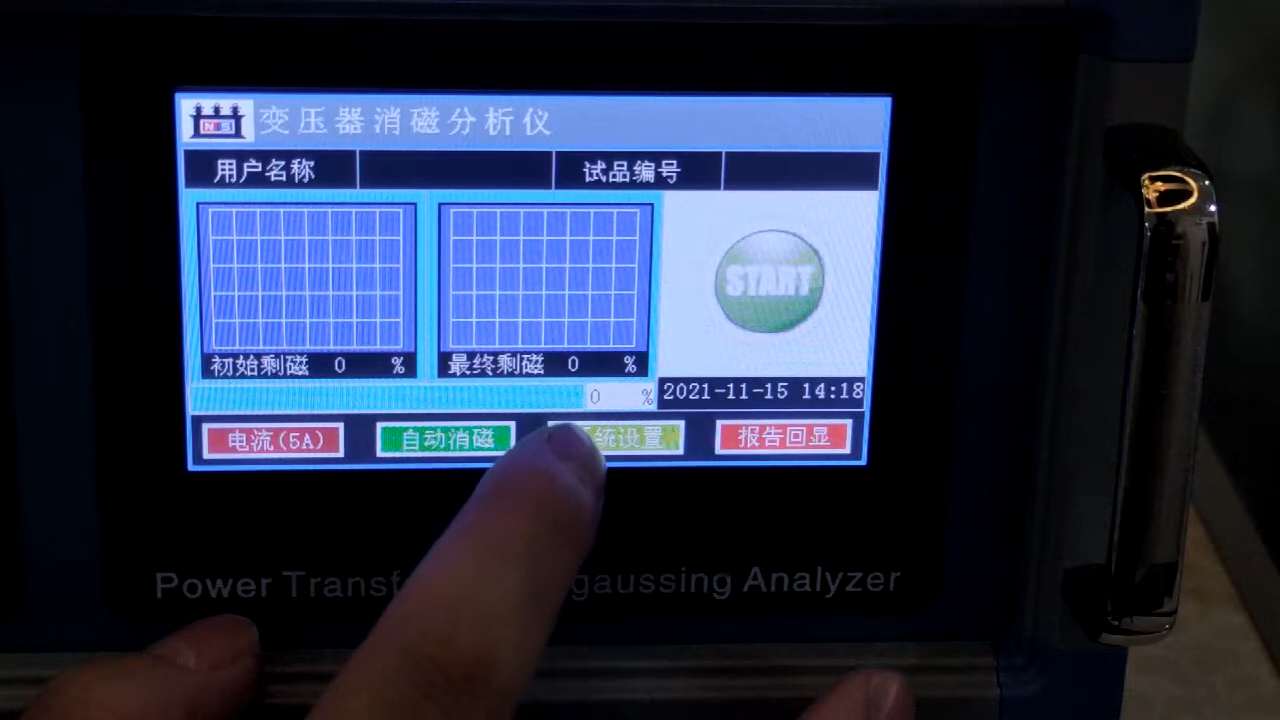 变压器消磁分析仪
用户名称 试品编号
START
初始剩磁 0 % 最终剩磁 0 %
0 % 2021-11-15 14:18
电流(5A) 自动消磁 统设置 报告回显
Power Transf gaussing Analyzer